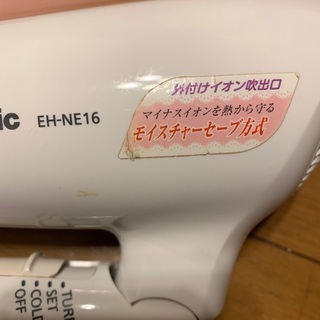 外付けイオン吹出口
マイナスイオンを熱から守る
モイスチャーセーブ方式
EH-NE16
SET
COLD
OFF